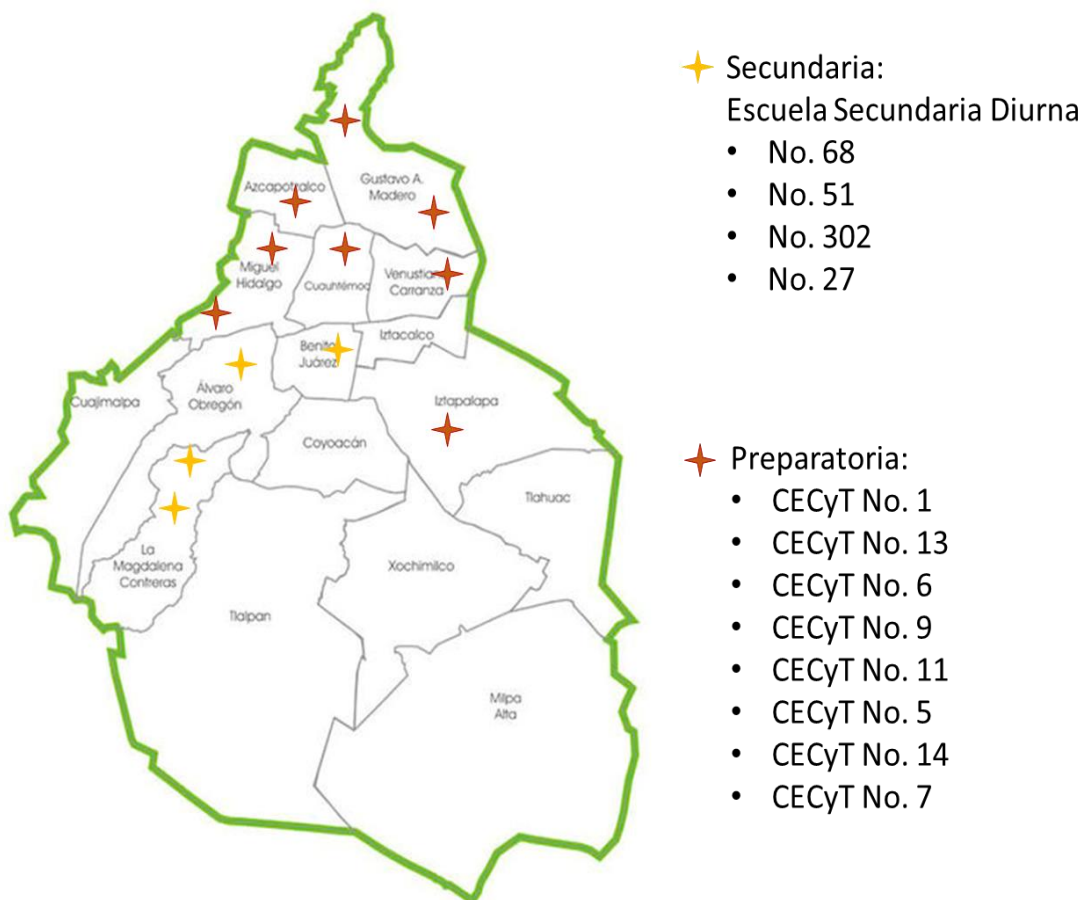 Secundaria:
Escuela Secundaria Diurna
• No. 68
• No. 51
• No. 302
• No. 27
Preparatoria:
• CECyT No. 1
• CECyT No. 13
• CECyT No. 6
• CECyT No. 9
• CECyT No. 11
• CECyT No. 5
• CECyT No. 14
• CECyT No. 7
Azcapotzalco
Gustavo A.
Madero
Miguel
Hidalgo
Cuauhtémoc
Venustiano
Carranza
Iztacalco
Benito
Juárez
Cuajimalpa
Álvaro
Obregón
Iztapalapa
Coyoacán
Tlahuac
La
Magdalena
Contreras
Xochimilco
Tlalpan
Milpa
Alta